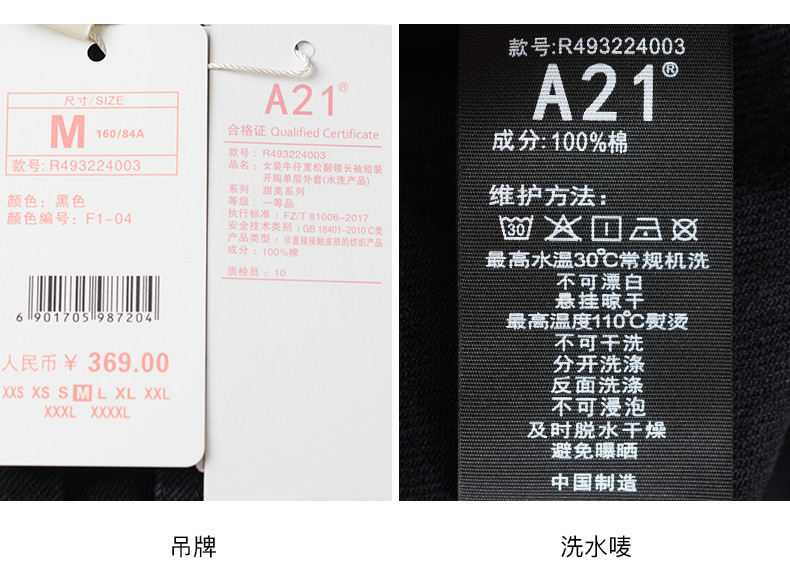 尺寸/SIZE
M 160/84A
款号: R493224003
颜色: 黑色
颜色编号: F1-04
6 901705 987204
人民币 ¥ 369.00
XXS XS S M L XL XXL
XXXL XXXXL
A21®
合格证 Qualified Certificate
款号: R493224003
品名: 女装牛仔宽松翻领长袖短装
开胸单层外套(水洗产品)
系列: 甜美系列
等级: 一等品
执行标准: FZ/T 81006-2017
安全技术类别: GB 18401-2010 C类
产品类型: 非直接接触皮肤的纺织产品
成分: 100%棉
质检员: 10
款号:R493224003
A21®
成分:100%棉
维护方法:
30
最高水温30℃常规机洗
不可漂白
悬挂晾干
最高温度110℃熨烫
不可干洗
分开洗涤
反面洗涤
不可浸泡
及时脱水干燥
避免曝晒
中国制造
吊牌
洗水唛